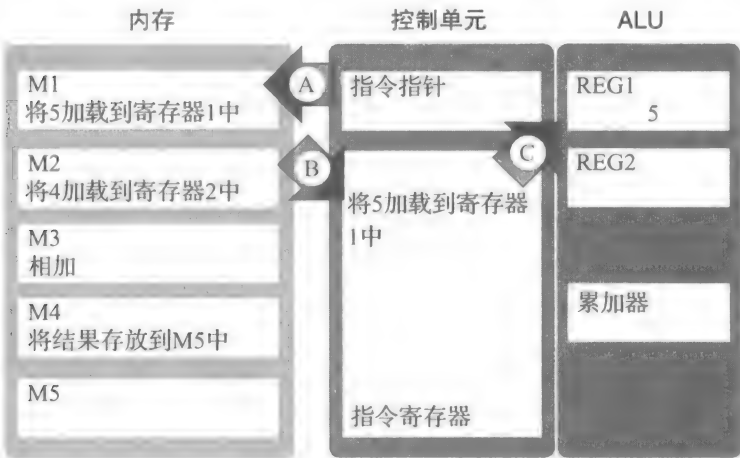 内存
控制单元
ALU
M1
将5加载到寄存器1中
A
指令指针
REG1
5
M2
将4加载到寄存器2中
B
C
将5加载到寄存器
1中
REG2
M3
相加
M4
将结果存放到M5中
累加器
M5
指令寄存器